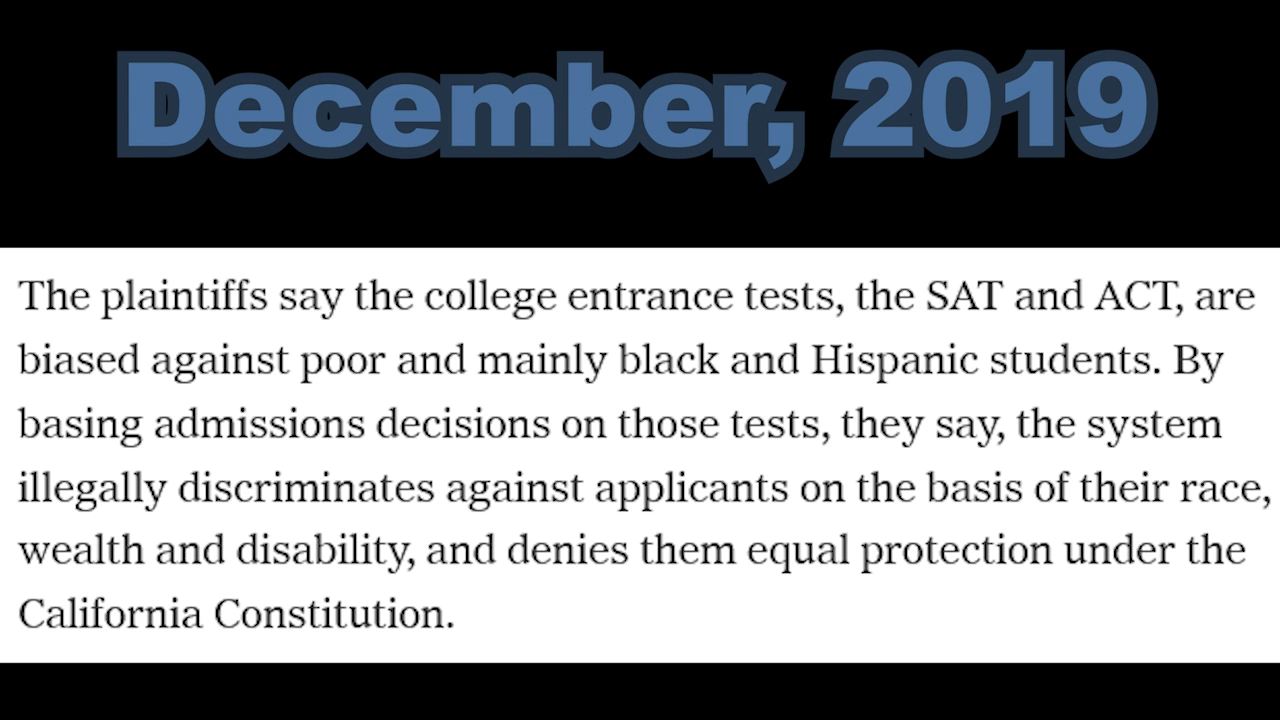 December, 2019
The plaintiffs say the college entrance tests, the SAT and ACT, are
biased against poor and mainly black and Hispanic students. By
basing admissions decisions on those tests, they say, the system
illegally discriminates against applicants on the basis of their race,
wealth and disability, and denies them equal protection under the
California Constitution.